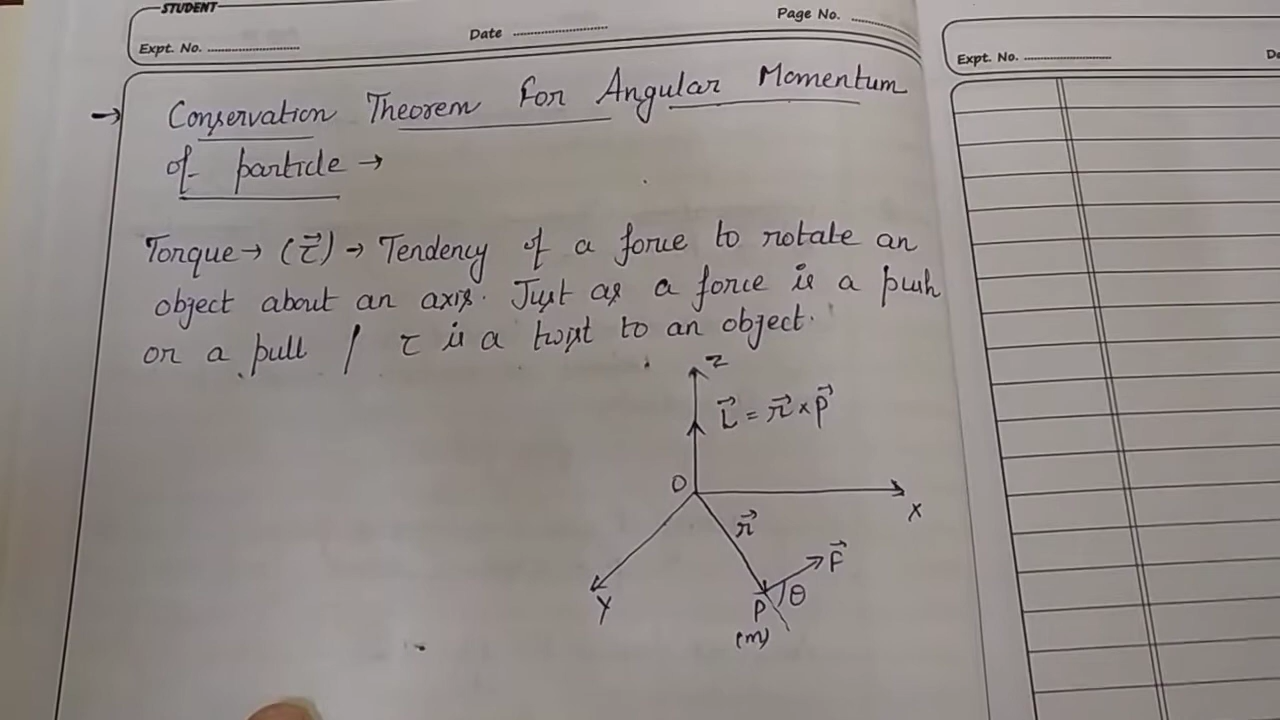 STUDENT
Page No. ............
Date ..............................
Expt. No. ..............................
Expt. No. ............................
→ Conservation Theorem For Angular Momentum
of particle →
Torque → (τ⃗) → Tendency of a force to rotate an
object about an axis. Just as a force is a push
or a pull / τ is a twist to an object.
Z
L⃗ = r⃗ × P⃗
O
X
r⃗
F⃗
Y
P
θ
(m)